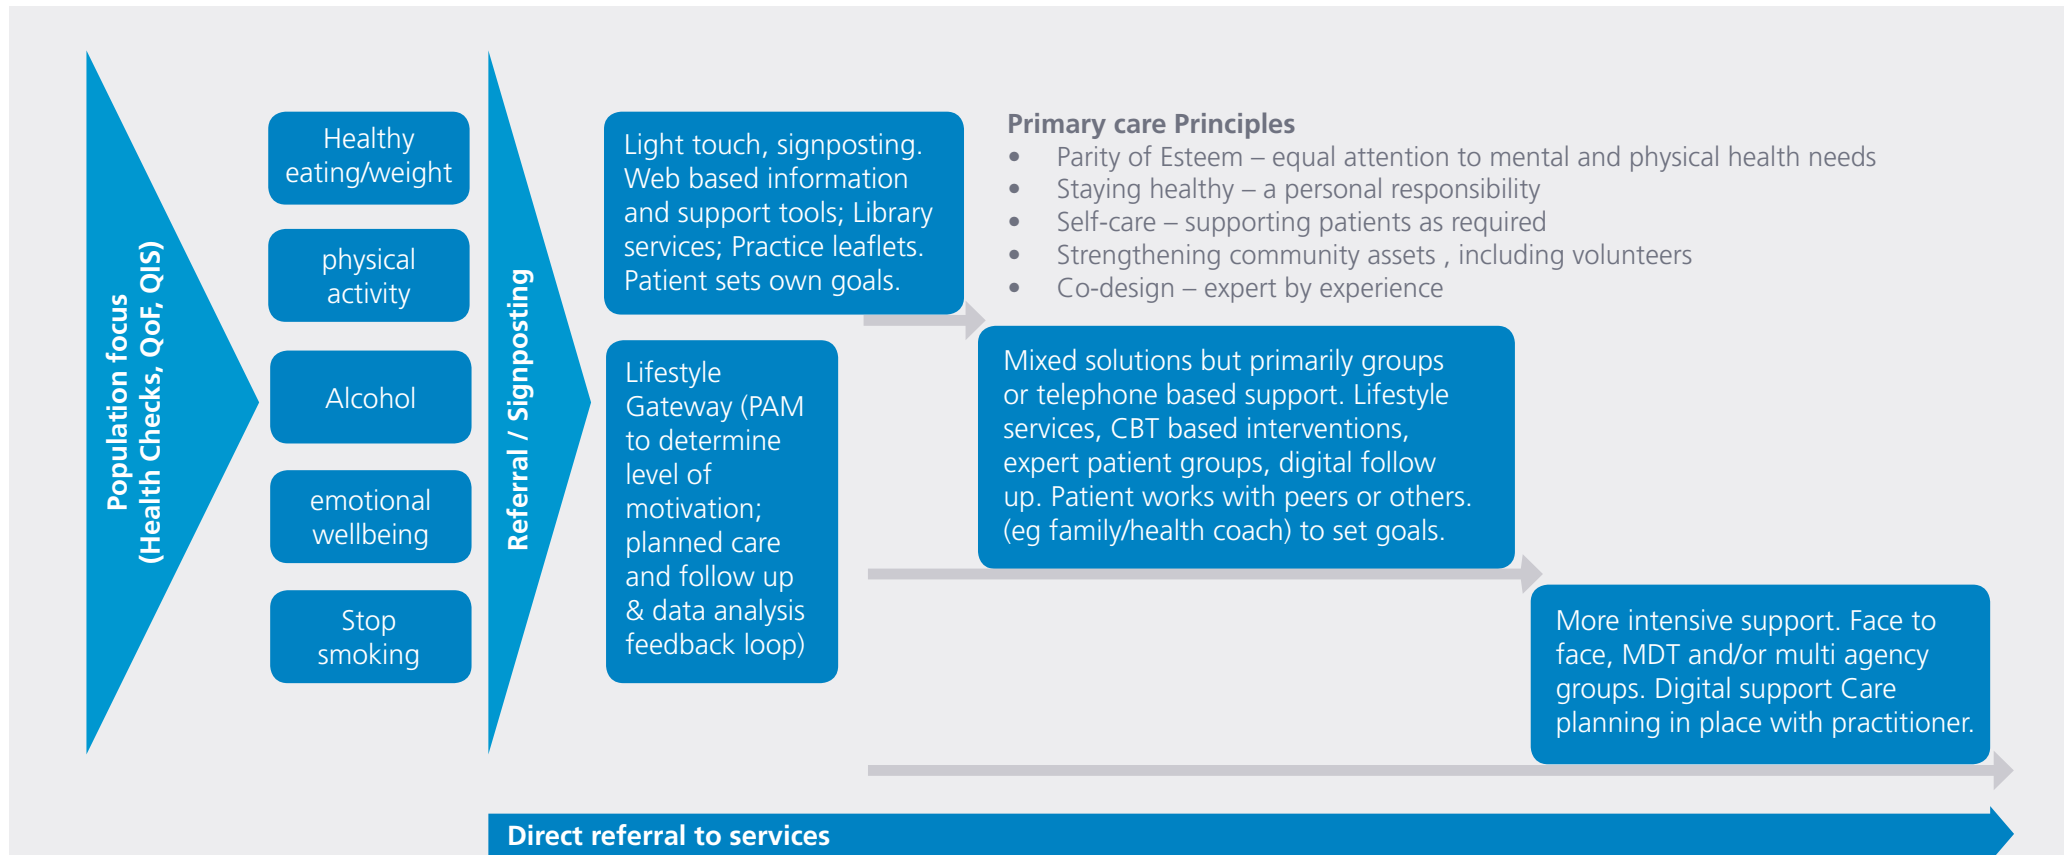 Population focus
(Health Checks, QoF, QIS)
Healthy
eating/weight
physical
activity
Alcohol
emotional
wellbeing
Stop
smoking
Referral / Signposting
Light touch, signposting.
Web based information
and support tools; Library
services; Practice leaflets.
Patient sets own goals.
Lifestyle
Gateway (PAM
to determine
level of
motivation;
planned care
and follow up
& data analysis
feedback loop)
Primary care Principles
• Parity of Esteem – equal attention to mental and physical health needs
• Staying healthy – a personal responsibility
• Self-care – supporting patients as required
• Strengthening community assets , including volunteers
• Co-design – expert by experience
Mixed solutions but primarily groups
or telephone based support. Lifestyle
services, CBT based interventions,
expert patient groups, digital follow
up. Patient works with peers or others.
(eg family/health coach) to set goals.
More intensive support. Face to
face, MDT and/or multi agency
groups. Digital support Care
planning in place with practitioner.
Direct referral to services